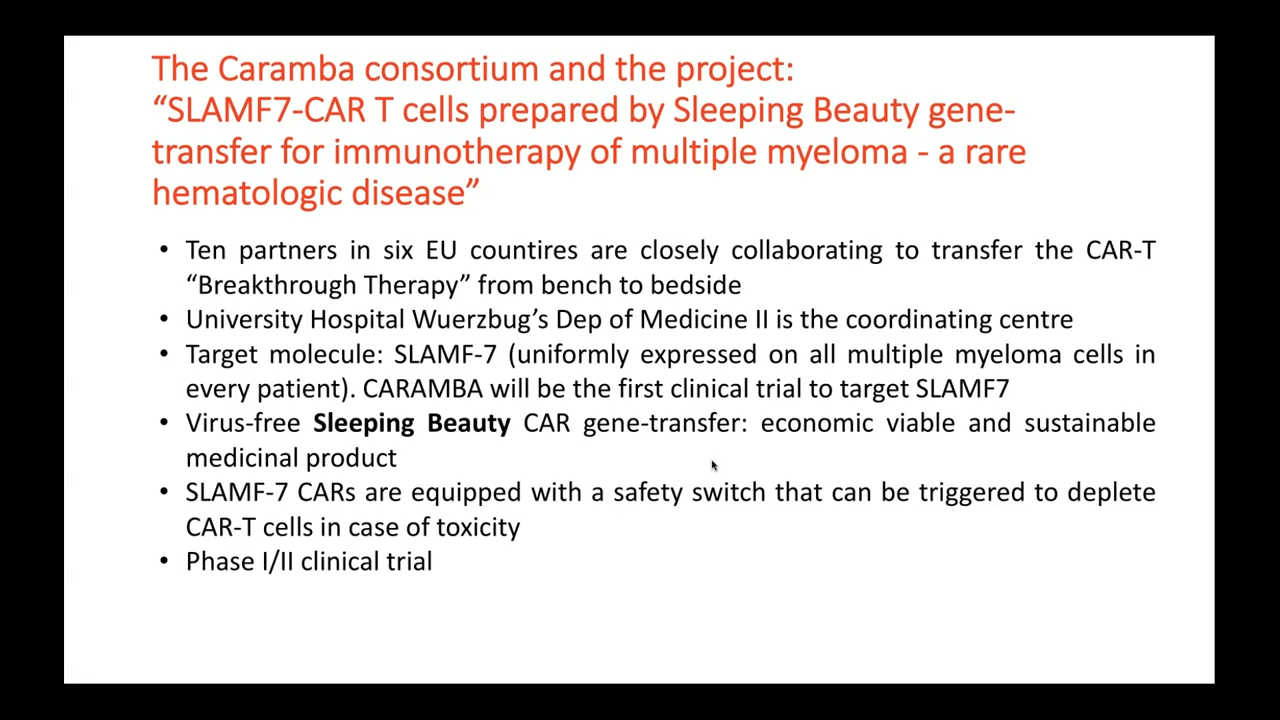 The Caramba consortium and the project:
“SLAMF7-CAR T cells prepared by Sleeping Beauty gene-
transfer for immunotherapy of multiple myeloma - a rare
hematologic disease”
• Ten partners in six EU countires are closely collaborating to transfer the CAR-T
“Breakthrough Therapy” from bench to bedside
• University Hospital Wuerzbug’s Dep of Medicine II is the coordinating centre
• Target molecule: SLAMF-7 (uniformly expressed on all multiple myeloma cells in
every patient). CARAMBA will be the first clinical trial to target SLAMF7
• Virus-free Sleeping Beauty CAR gene-transfer: economic viable and sustainable
medicinal product
• SLAMF-7 CARs are equipped with a safety switch that can be triggered to deplete
CAR-T cells in case of toxicity
• Phase I/II clinical trial